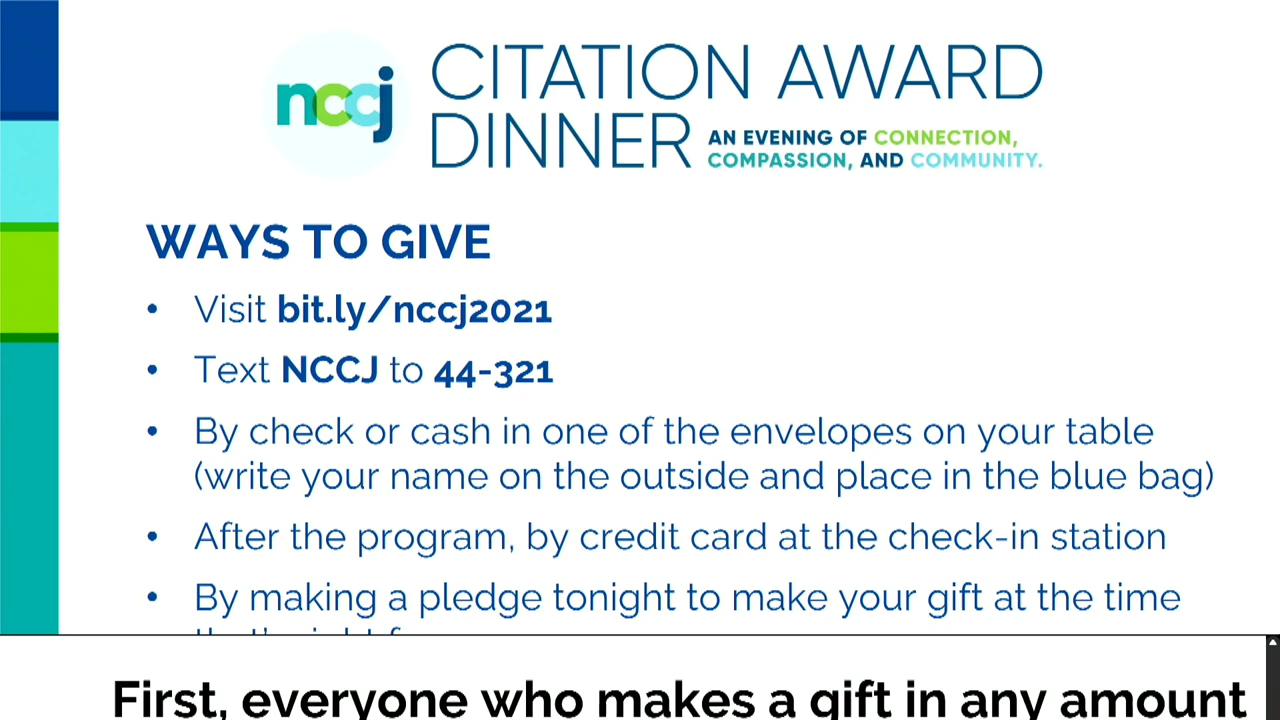 nccj
CITATION AWARD
DINNER
AN EVENING OF CONNECTION,
COMPASSION, AND COMMUNITY.
WAYS TO GIVE
• Visit bit.ly/nccj2021
• Text NCCJ to 44-321
• By check or cash in one of the envelopes on your table
(write your name on the outside and place in the blue bag)
• After the program, by credit card at the check-in station
• By making a pledge tonight to make your gift at the time
First, everyone who makes a gift in any amount